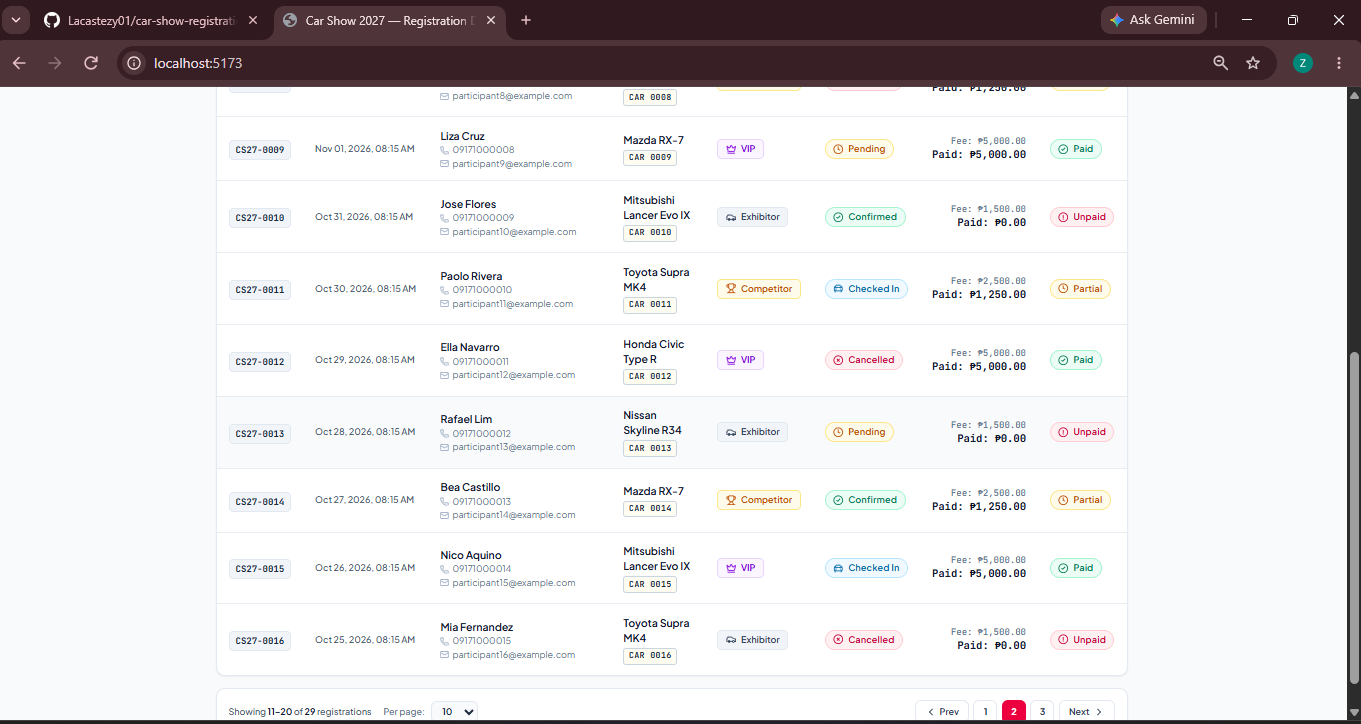 Lacastezy01/car-show-registrati
Car Show 2027 — Registration D
Ask Gemini
localhost:5173
Z
participant8@example.com
CAR 0008
Paid: ₱1,250.00
CS27-0009
Nov 01, 2026, 08:15 AM
Liza Cruz
09171000008
participant9@example.com
Mazda RX-7
CAR 0009
VIP
Pending
Fee: ₱5,000.00
Paid: ₱5,000.00
Paid
CS27-0010
Oct 31, 2026, 08:15 AM
Jose Flores
09171000009
participant10@example.com
Mitsubishi
Lancer Evo IX
CAR 0010
Exhibitor
Confirmed
Fee: ₱1,500.00
Paid: ₱0.00
Unpaid
CS27-0011
Oct 30, 2026, 08:15 AM
Paolo Rivera
09171000010
participant11@example.com
Toyota Supra
MK4
CAR 0011
Competitor
Checked In
Fee: ₱2,500.00
Paid: ₱1,250.00
Partial
CS27-0012
Oct 29, 2026, 08:15 AM
Ella Navarro
09171000011
participant12@example.com
Honda Civic
Type R
CAR 0012
VIP
Cancelled
Fee: ₱5,000.00
Paid: ₱5,000.00
Paid
CS27-0013
Oct 28, 2026, 08:15 AM
Rafael Lim
09171000012
participant13@example.com
Nissan
Skyline R34
CAR 0013
Exhibitor
Pending
Fee: ₱1,500.00
Paid: ₱0.00
Unpaid
CS27-0014
Oct 27, 2026, 08:15 AM
Bea Castillo
09171000013
participant14@example.com
Mazda RX-7
CAR 0014
Competitor
Confirmed
Fee: ₱2,500.00
Paid: ₱1,250.00
Partial
CS27-0015
Oct 26, 2026, 08:15 AM
Nico Aquino
09171000014
participant15@example.com
Mitsubishi
Lancer Evo IX
CAR 0015
VIP
Checked In
Fee: ₱5,000.00
Paid: ₱5,000.00
Paid
CS27-0016
Oct 25, 2026, 08:15 AM
Mia Fernandez
09171000015
participant16@example.com
Toyota Supra
MK4
CAR 0016
Exhibitor
Cancelled
Fee: ₱1,500.00
Paid: ₱0.00
Unpaid
Showing 11–20 of 29 registrations Per page: 10
Prev 1 2 3 Next